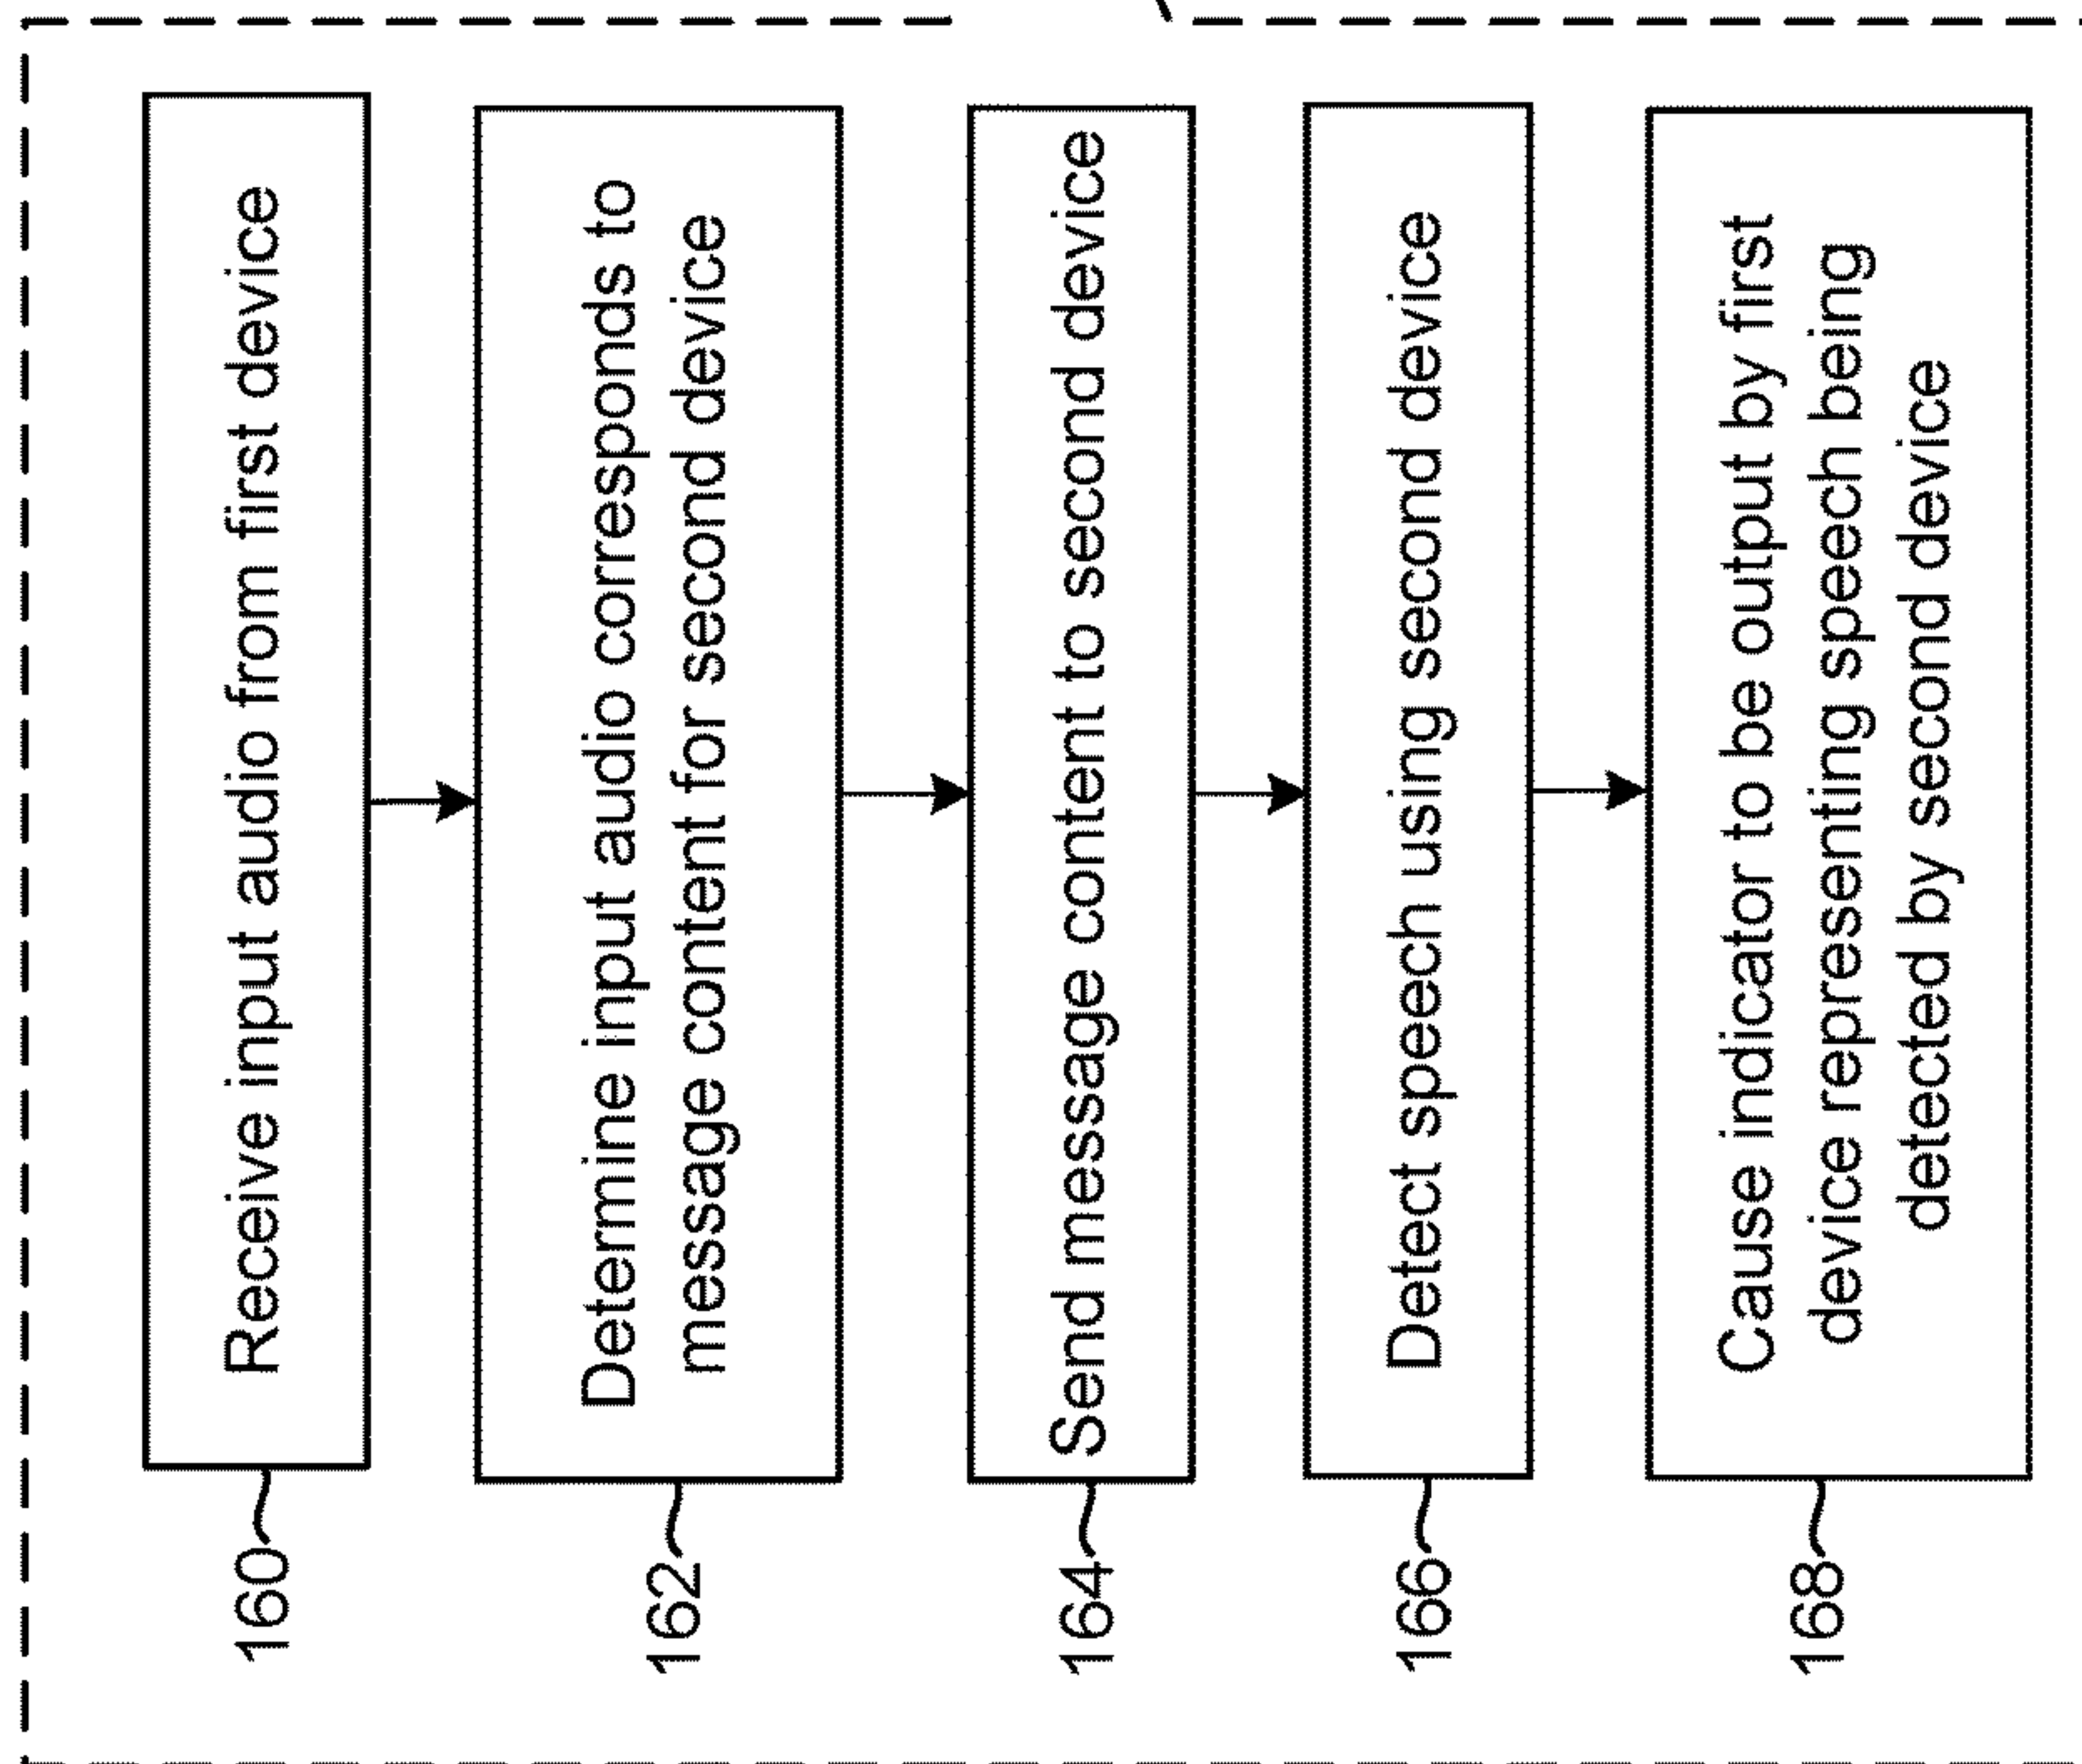 160
Receive input audio from first device
162
Determine input audio corresponds to
message content for second device
164
Send message content to second device
166
Detect speech using second device
168
Cause indicator to be output by first
device representing speech being
detected by second device